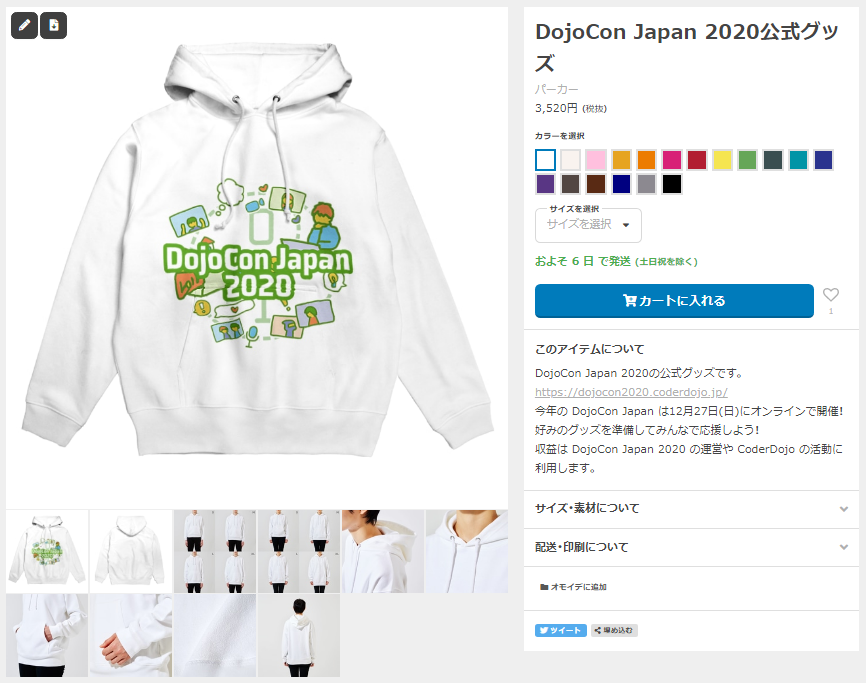 DojoCon Japan
2020
DojoCon Japan 2020公式グッ
ズ
パーカー
3,520円 (税抜)
カラーを選択
サイズを選択
サイズを選択
およそ 6 日 で発送 (土日祝を除く)
カートに入れる
1
このアイテムについて
DojoCon Japan 2020の公式グッズです。
https://dojocon2020.coderdojo.jp/
今年の DojoCon Japan は12月27日(日)にオンラインで開催!
好みのグッズを準備してみんなで応援しよう!
収益は DojoCon Japan 2020 の運営や CoderDojo の活動に
利用します。
サイズ・素材について
配送・印刷について
オモイデに追加
ツイート
埋め込む